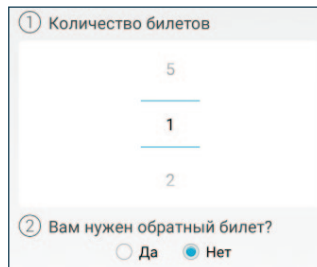 1 Количество билетов
5
1
2
2 Вам нужен обратный билет?
Да Нет